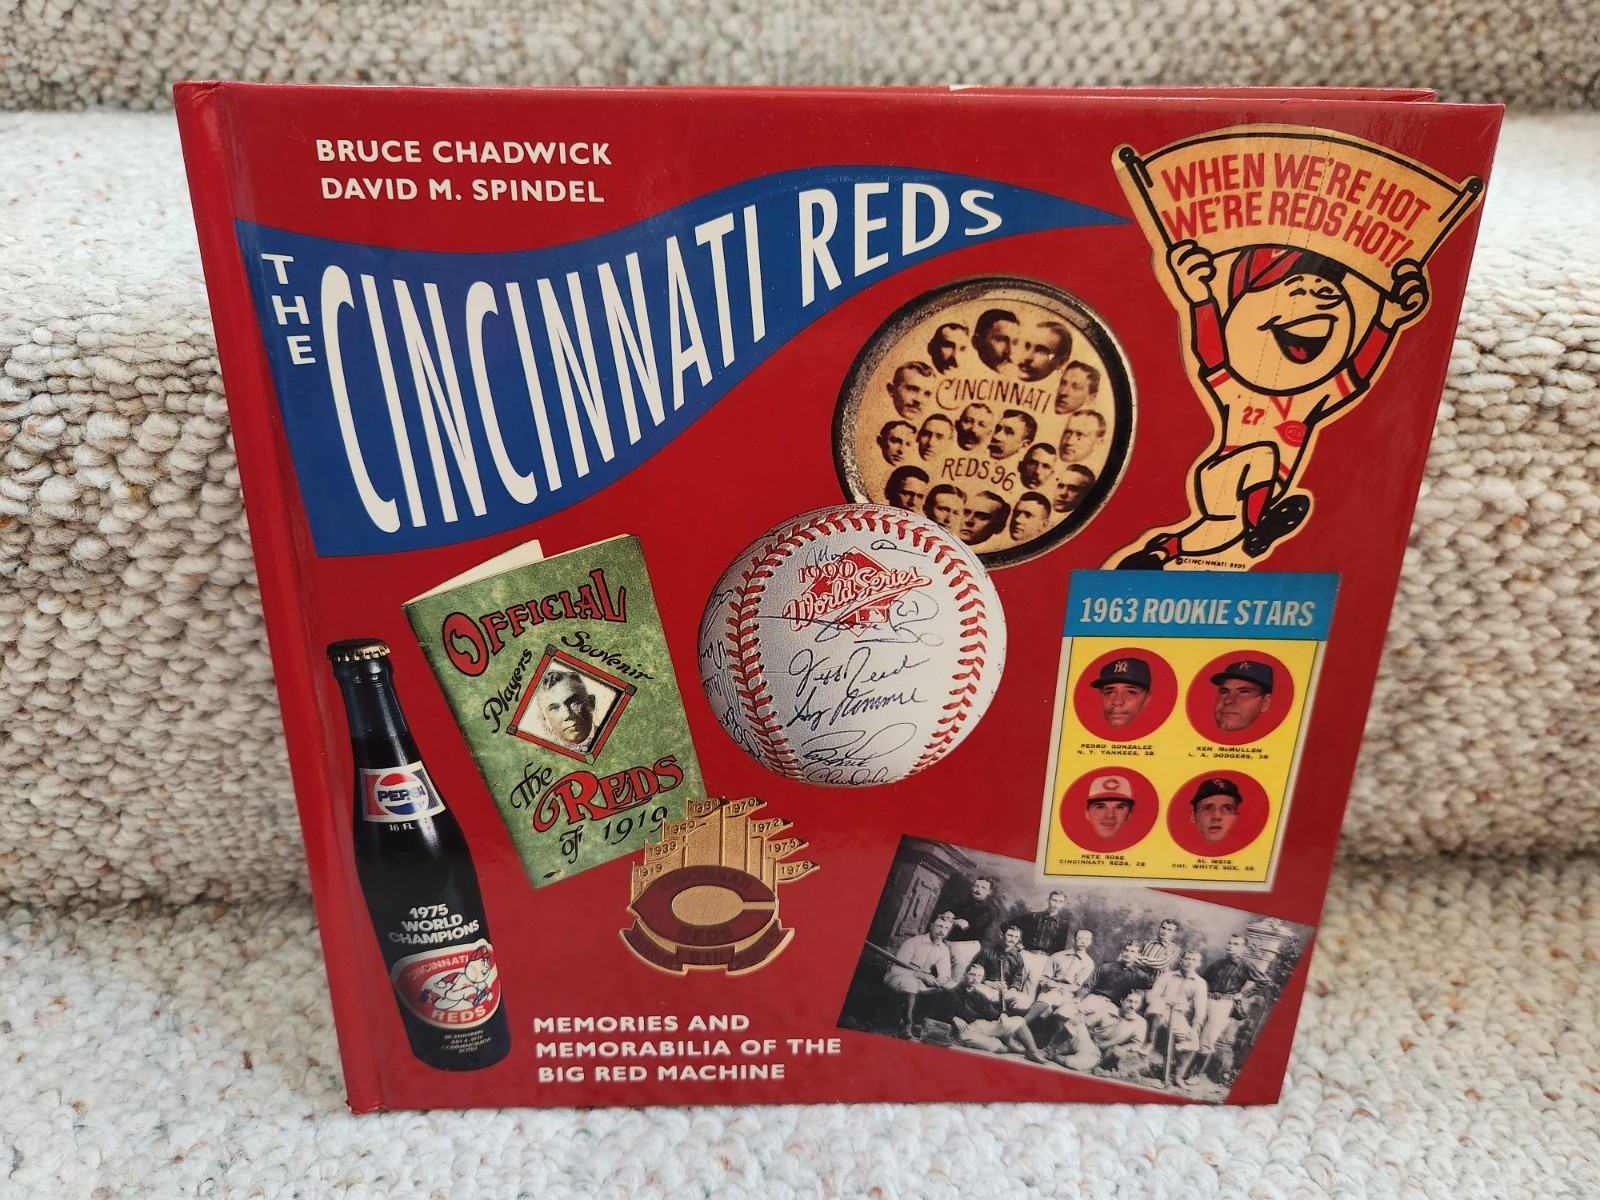 BRUCE CHADWICK
DAVID M. SPINDEL
THE
CINCINNATI REDS
WHEN WE'RE HOT
WE'RE REDS HOT!
27
© CINCINNATI REDS
CINCINNATI
REDS 96
1990
World Series
Jeff Reed
OFFICIAL
Players Souvenir
The
REDS
of 1919
1963 ROOKIE STARS
PEDRO GONZALEZ
N. Y. YANKEES, 2B
KEN McMULLEN
L. A. DODGERS, 3B
PETE ROSE
CINCINNATI REDS, 2B
AL WEIS
CHI. WHITE SOX, SS
PEPSI
16 FL.
1975
WORLD
CHAMPIONS
CINCINNATI
REDS
1919
1939
1940
1961
1970
1972
1975
1976
CINCINNATI
REDS
MEMORIES AND
MEMORABILIA OF THE
BIG RED MACHINE